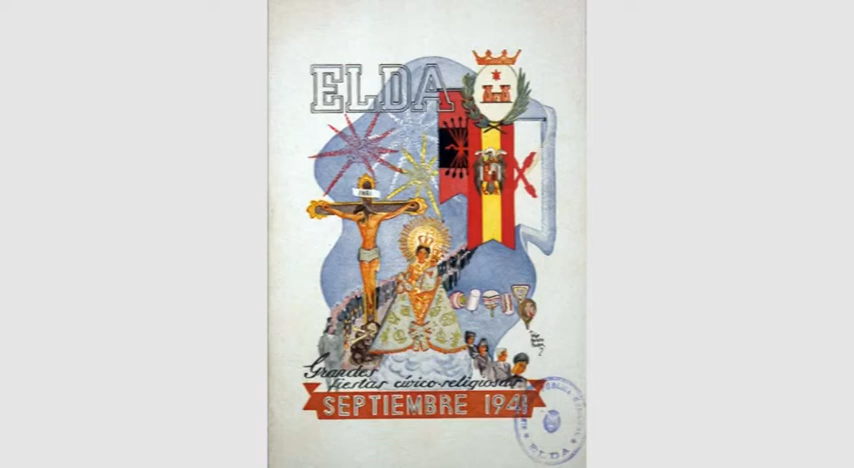 ELDA
INRI
Grandes
fiestas cívico-religiosas
SEPTIEMBRE 1941
ELDA